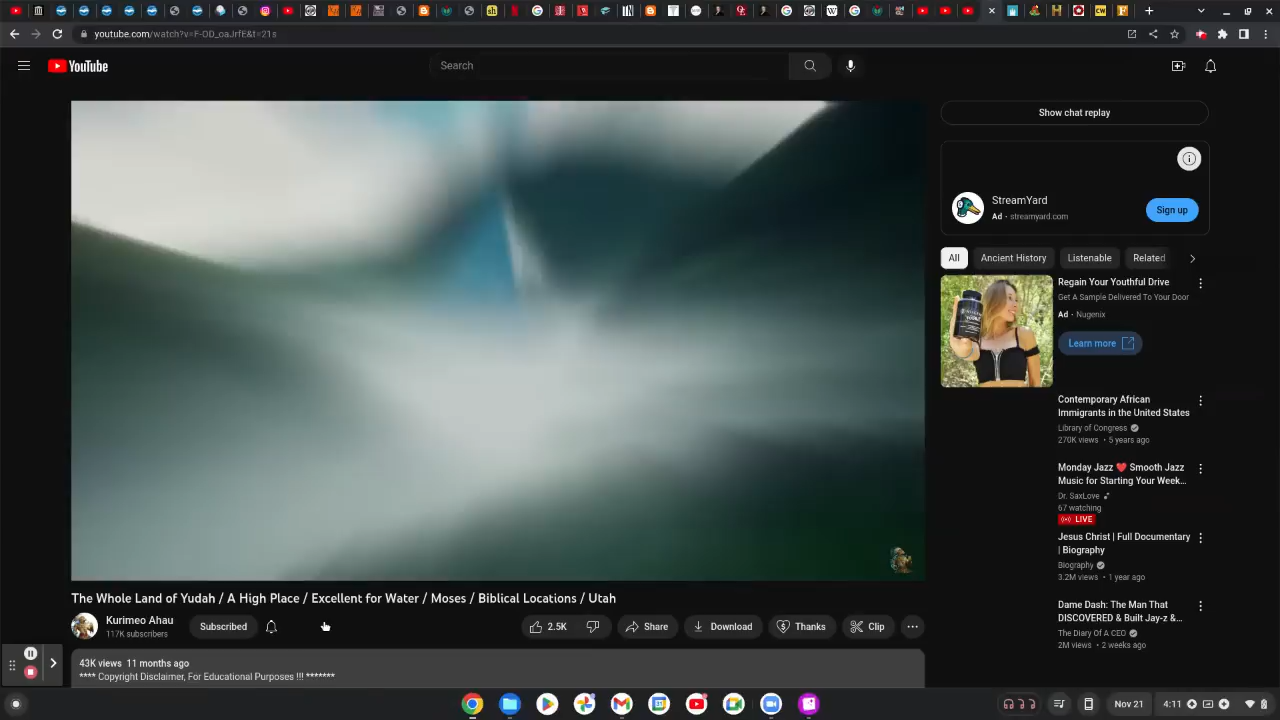 youtube.com/watch?v=F-OD_oaJrfE&t=21s
YouTube
Search
Show chat replay
StreamYard
Ad · streamyard.com
Sign up
All
Ancient History
Listenable
Related
Regain Your Youthful Drive
Get A Sample Delivered To Your Door
Ad · Nugenix
Learn more
Contemporary African
Immigrants in the United States
Library of Congress
270K views · 5 years ago
Monday Jazz ❤️ Smooth Jazz
Music for Starting Your Week...
Dr. SaxLove
67 watching
LIVE
Jesus Christ | Full Documentary
| Biography
Biography
3.2M views · 1 year ago
Dame Dash: The Man That
DISCOVERED & Built Jay-z &...
The Diary Of A CEO
2M views · 2 weeks ago
The Whole Land of Yudah / A High Place / Excellent for Water / Moses / Biblical Locations / Utah
Kurimeo Ahau
117K subscribers
Subscribed
2.5K
Share
Download
Thanks
Clip
43K views 11 months ago
**** Copyright Disclaimer, For Educational Purposes !!! *******
Nov 21
4:11